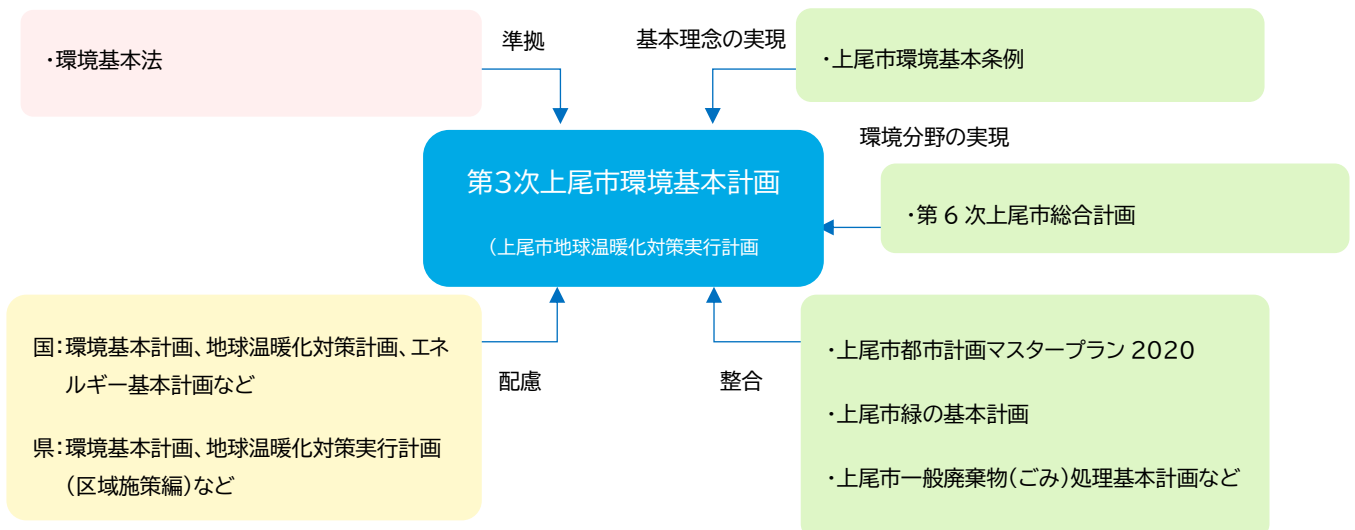 ・環境基本法
準拠
基本理念の実現
・上尾市環境基本条例
環境分野の実現
第3次上尾市環境基本計画
（上尾市地球温暖化対策実行計画
・第 6 次上尾市総合計画
国：環境基本計画、地球温暖化対策計画、エネ
ルギー基本計画など
県：環境基本計画、地球温暖化対策実行計画
（区域施策編）など
配慮
整合
・上尾市都市計画マスタープラン 2020
・上尾市緑の基本計画
・上尾市一般廃棄物（ごみ）処理基本計画など